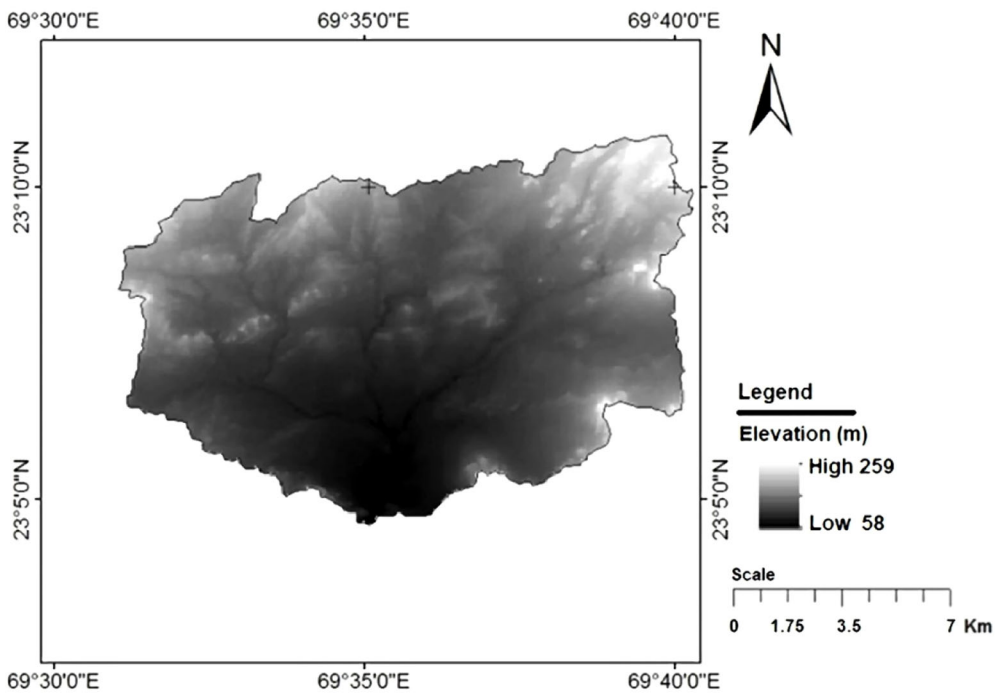 69°30'0"E 69°35'0"E 69°40'0"E
N
23°10'0"N 23°10'0"N
Legend
Elevation (m)
High 259
Low 58
23°5'0"N 23°5'0"N
Scale
0 1.75 3.5 7 Km
69°30'0"E 69°35'0"E 69°40'0"E